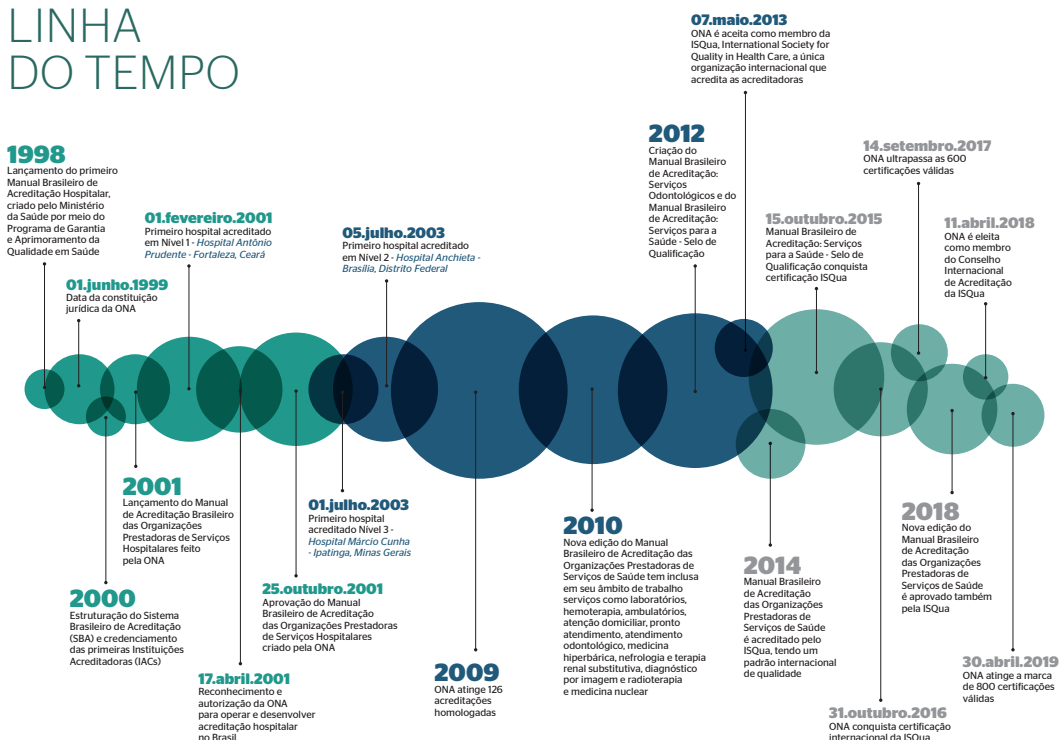 LINHA
DO TEMPO
1998
Lançamento do primeiro
Manual Brasileiro de
Acreditação Hospitalar,
criado pelo Ministério
da Saúde por meio do
Programa de Garantia
e Aprimoramento da
Qualidade em Saúde
01.junho.1999
Data da constituição
jurídica da ONA
2000
Estruturação do Sistema
Brasileiro de Acreditação
(SBA) e credenciamento
das primeiras Instituições
Acreditadoras (IACs)
2001
Lançamento do Manual
de Acreditação Brasileiro
das Organizações
Prestadoras de Serviços
Hospitalares feito
pela ONA
01.fevereiro.2001
Primeiro hospital acreditado
em Nível 1 - Hospital Antônio
Prudente - Fortaleza, Ceará
17.abril.2001
Reconhecimento e
autorização da ONA
para operar e desenvolver
acreditação hospitalar
no Brasil
25.outubro.2001
Aprovação do Manual
Brasileiro de Acreditação
das Organizações Prestadoras
de Serviços Hospitalares
criado pela ONA
01.julho.2003
Primeiro hospital
acreditado Nível 3 -
Hospital Márcio Cunha
- Ipatinga, Minas Gerais
05.julho.2003
Primeiro hospital acreditado
em Nível 2 - Hospital Anchieta -
Brasília, Distrito Federal
2009
ONA atinge 126
acreditações
homologadas
2010
Nova edição do Manual
Brasileiro de Acreditação das
Organizações Prestadoras de
Serviços de Saúde tem inclusa
em seu âmbito de trabalho
serviços como laboratórios,
hemoterapia, ambulatórios,
atenção domiciliar, pronto
atendimento, atendimento
odontológico, medicina
hiperbárica, nefrologia e terapia
renal substitutiva, diagnóstico
por imagem e radioterapia
e medicina nuclear
2012
Criação do
Manual Brasileiro
de Acreditação:
Serviços
Odontológicos e do
Manual Brasileiro
de Acreditação:
Serviços para a
Saúde - Selo de
Qualificação
07.maio.2013
ONA é aceita como membro da
ISQua, International Society for
Quality in Health Care, a única
organização internacional que
acredita as acreditadoras
2014
Manual Brasileiro
de Acreditação
das Organizações
Prestadoras de
Serviços de Saúde
é acreditado pelo
ISQua, tendo um
padrão internacional
de qualidade
15.outubro.2015
Manual Brasileiro de
Acreditação: Serviços
para a Saúde - Selo de
Qualificação conquista
certificação ISQua
31.outubro.2016
ONA conquista certificação
internacional da ISQua
14.setembro.2017
ONA ultrapassa as 600
certificações válidas
2018
Nova edição do
Manual Brasileiro
de Acreditação
das Organizações
Prestadoras de
Serviços de Saúde
é aprovado também
pela ISQua
11.abril.2018
ONA é eleita
como membro
do Conselho
Internacional
de Acreditação
da ISQua
30.abril.2019
ONA atinge a marca
de 800 certificações
válidas